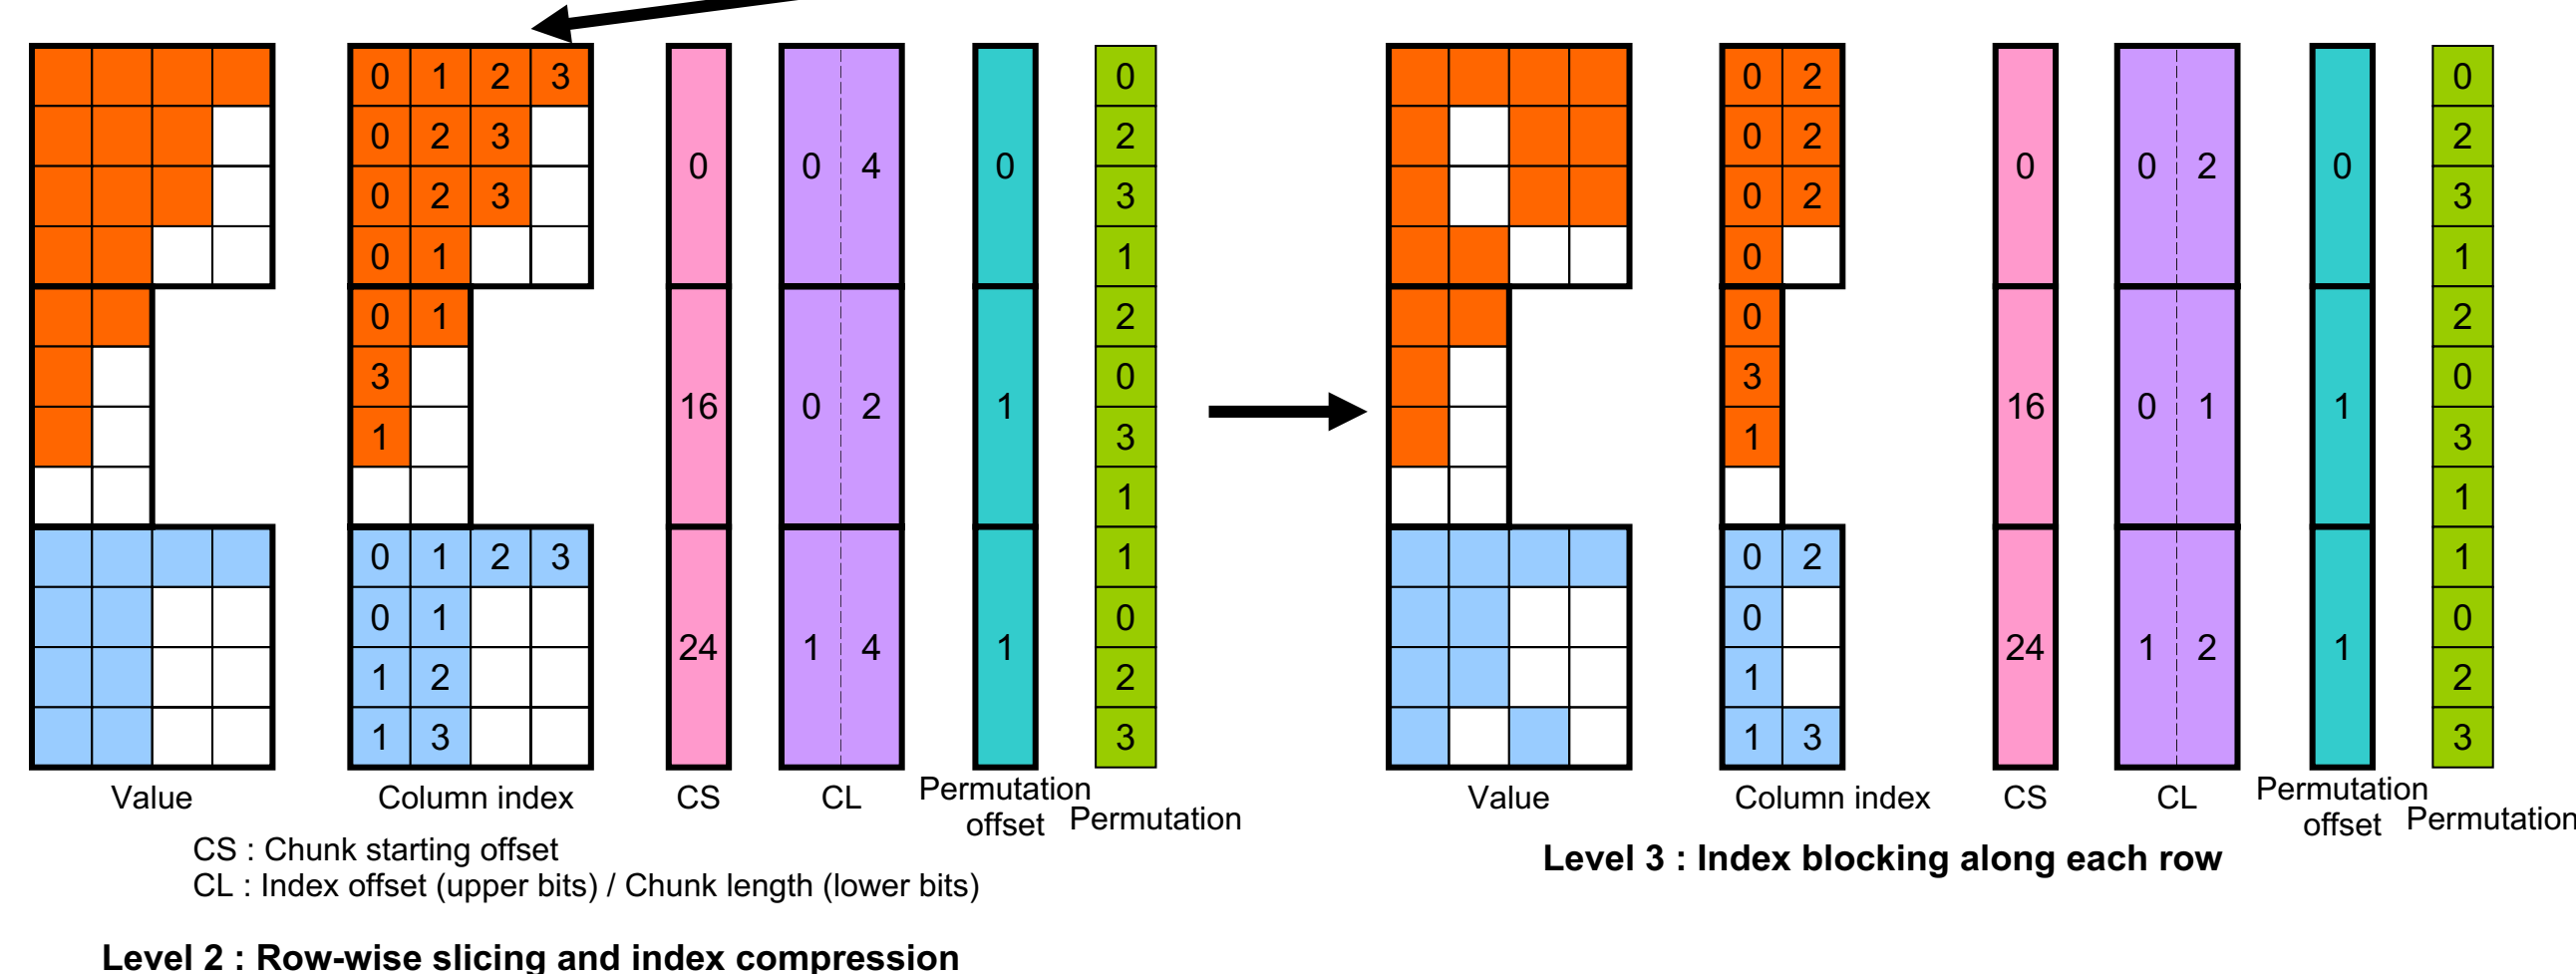 0 1 2 3 0 0 2 0
0 2 3 2 0 2 2
0 0 4 0 0 0 2 0
0 2 3 3 0 2 3
0 1 1 0 1
0 1 2 0 2
3 0 3 0
16 0 2 1 16 0 1 1
1 3 1 3
1 1
0 1 2 3 1 0 2 1
0 1 0 0 0
24 1 4 1 24 1 2 1
1 2 2 1 2
1 3 3 1 3 3
Value Column index CS CL Permutation offset Permutation Value Column index CS CL Permutation offset Permutation
CS : Chunk starting offset
CL : Index offset (upper bits) / Chunk length (lower bits)
Level 3 : Index blocking along each row
Level 2 : Row-wise slicing and index compression